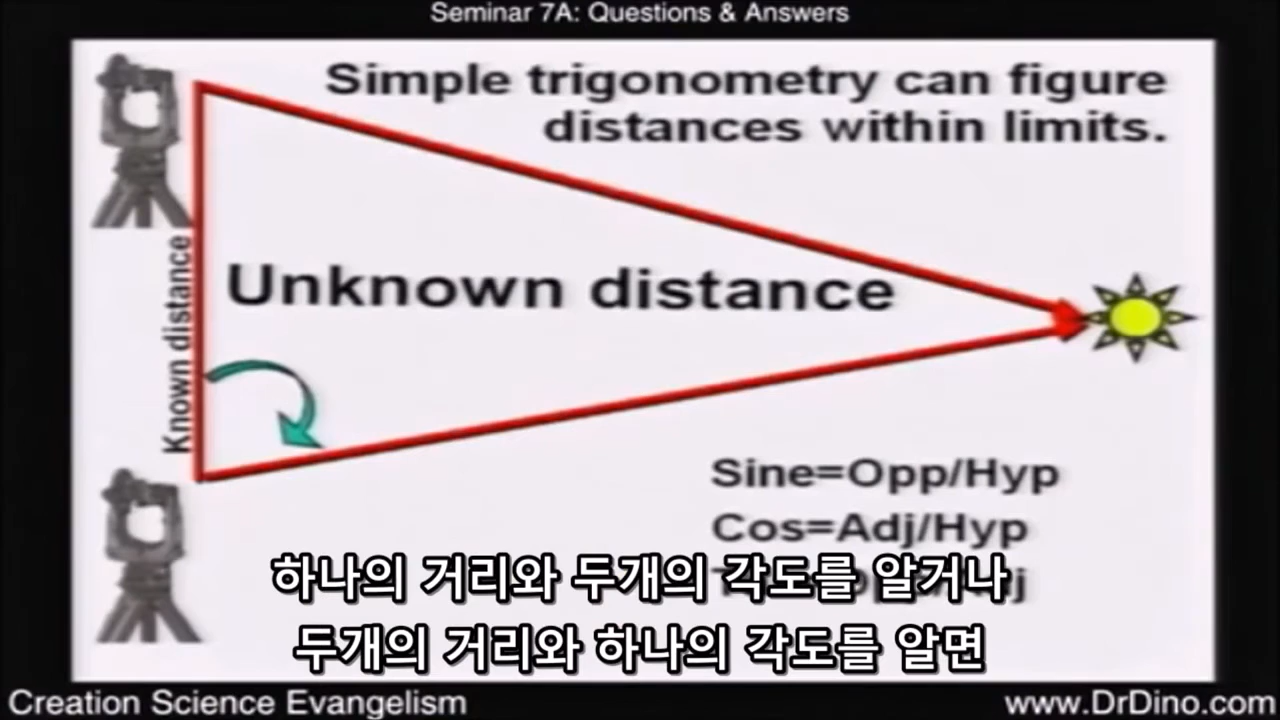 Seminar 7A: Questions & Answers
Simple trigonometry can figure
distances within limits.
Known distance
Unknown distance
Sine=Opp/Hyp
Cos=Adj/Hyp
하나의 거리와 두개의 각도를 알거나
두개의 거리와 하나의 각도를 알면
Creation Science Evangelism
www.DrDino.com